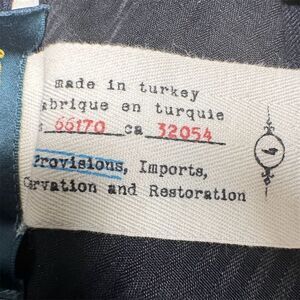 made in turkey
abrique en turquie
66170 ca 32054
Provisions, Imports,
rvation and Restoration